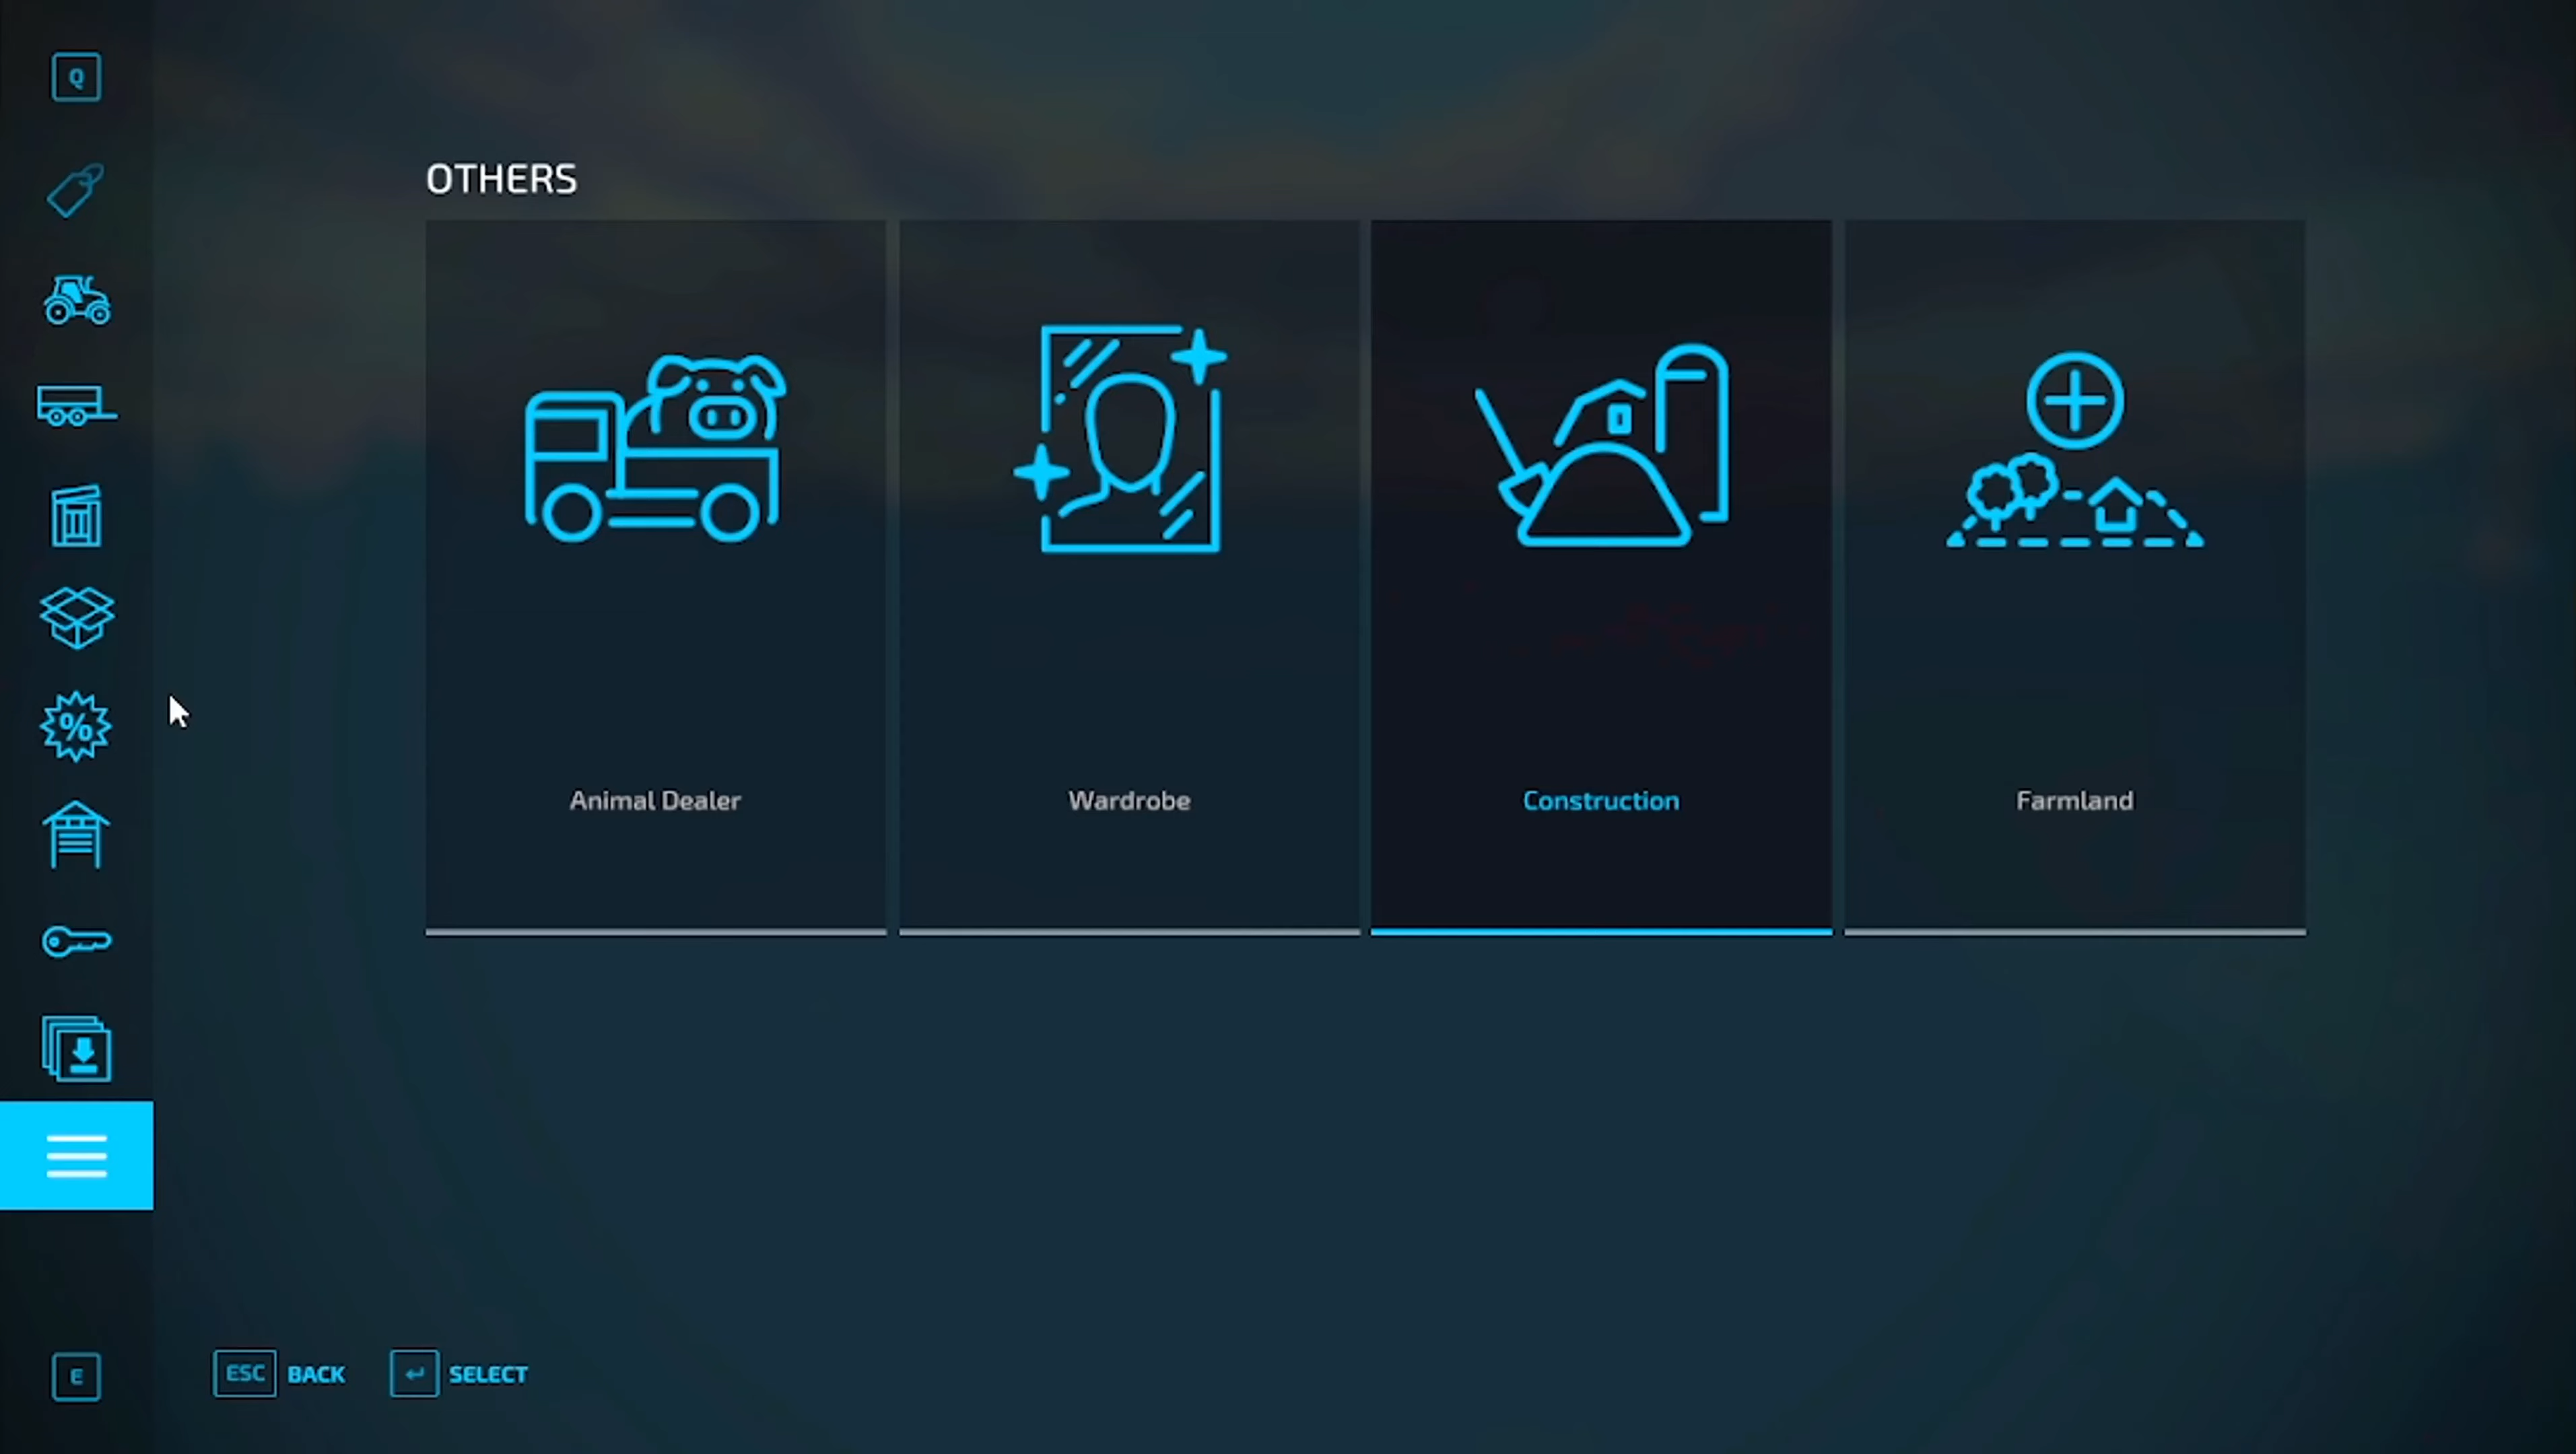 Q
OTHERS
%
Animal Dealer
Wardrobe
Construction
Farmland
E
ESC BACK
SELECT